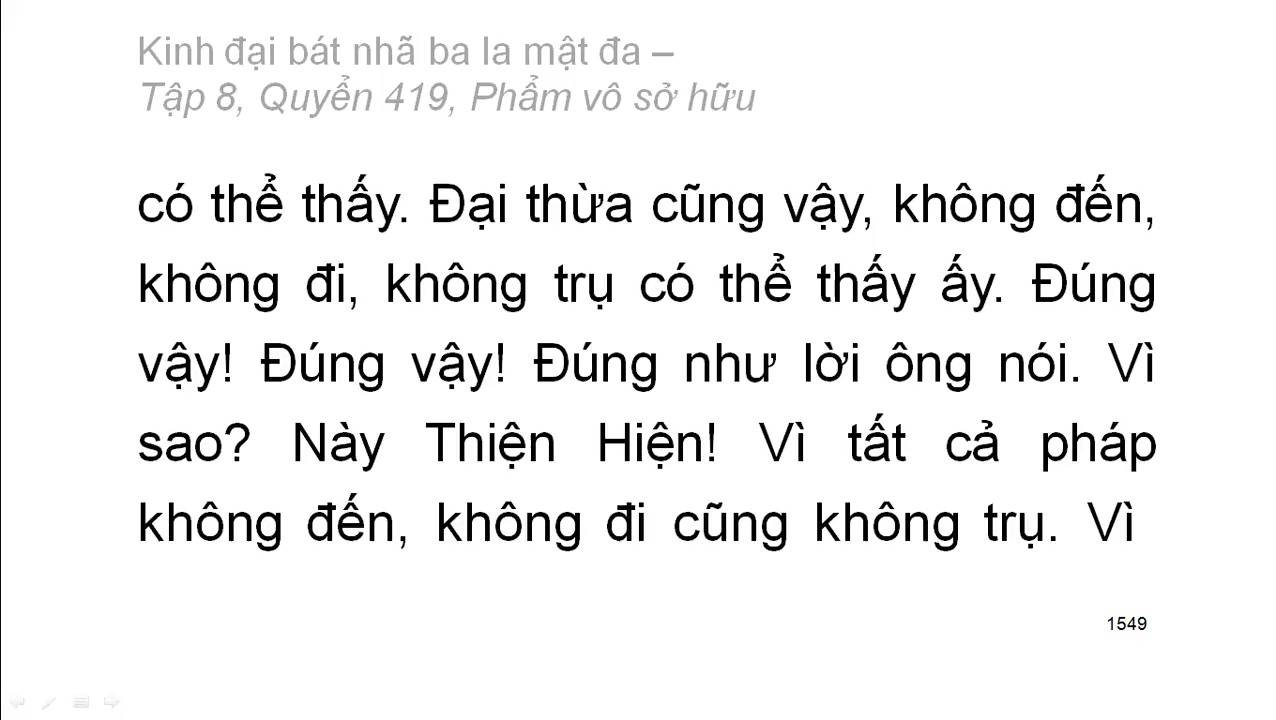 Kinh đại bát nhã ba la mật đa –
Tập 8, Quyển 419, Phẩm vô sở hữu
có thể thấy. Đại thừa cũng vậy, không đến,
không đi, không trụ có thể thấy ấy. Đúng
vậy! Đúng vậy! Đúng như lời ông nói. Vì
sao? Này Thiện Hiện! Vì tất cả pháp
không đến, không đi cũng không trụ. Vì
1549